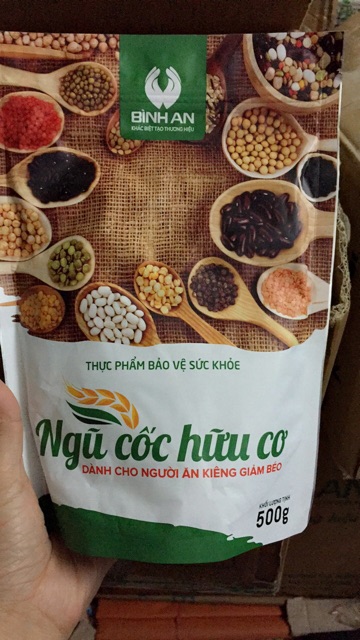 BÌNH AN
KHÁC BIỆT TẠO THƯƠNG HIỆU
THỰC PHẨM BẢO VỆ SỨC KHỎE
Ngũ cốc hữu cơ
DÀNH CHO NGƯỜI ĂN KIÊNG GIẢM BÉO
KHỐI LƯỢNG TỊNH
500g